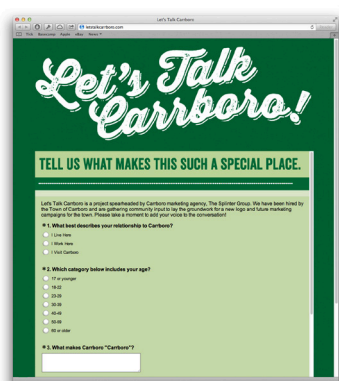 Let's Talk Carrboro
letstalkcarrboro.com
Let's Talk
Carrboro!
TELL US WHAT MAKES THIS SUCH A SPECIAL PLACE.
Let's Talk Carrboro is a project spearheaded by Carrboro marketing agency, The Splinter Group. We have been hired by
the Town of Carrboro and are gathering community input to lay the groundwork for a new logo and future marketing
campaigns for the town. Please take a moment to add your voice to the conversation!
* 1. What best describes your relationship to Carrboro?
I Live Here
I Work Here
I Visit Carrboro
* 2. Which category below includes your age?
17 or younger
18-22
23-29
30-39
40-49
50-59
60 or older
* 3. What makes Carrboro "Carrboro"?